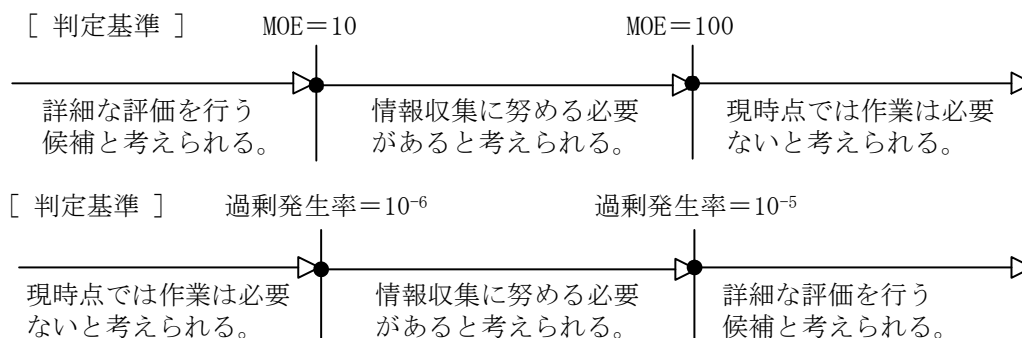 [ 判定基準 ] MOE=10 MOE=100
詳細な評価を行う 情報収集に努める必要 現時点では作業は必要
候補と考えられる。 があると考えられる。 ないと考えられる。
[ 判定基準 ] 過剰発生率=10⁻⁶ 過剰発生率=10⁻⁵
現時点では作業は必要 情報収集に努める必要 詳細な評価を行う
ないと考えられる。 があると考えられる。 候補と考えられる。